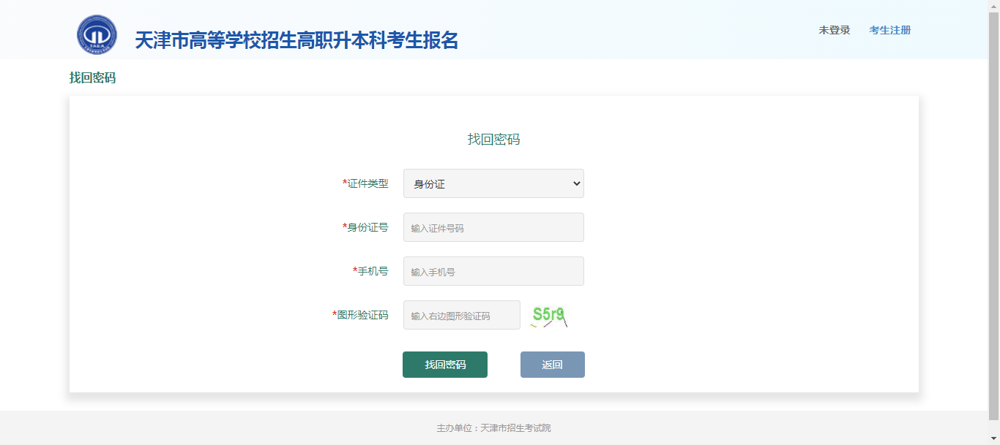 TAEA
天津市高等学校招生高职升本科考生报名
未登录 考生注册
找回密码
找回密码
*证件类型 身份证
*身份证号 输入证件号码
*手机号 输入手机号
*图形验证码 输入右边图形验证码 S5r9
找回密码 返回
主办单位：天津市招生考试院